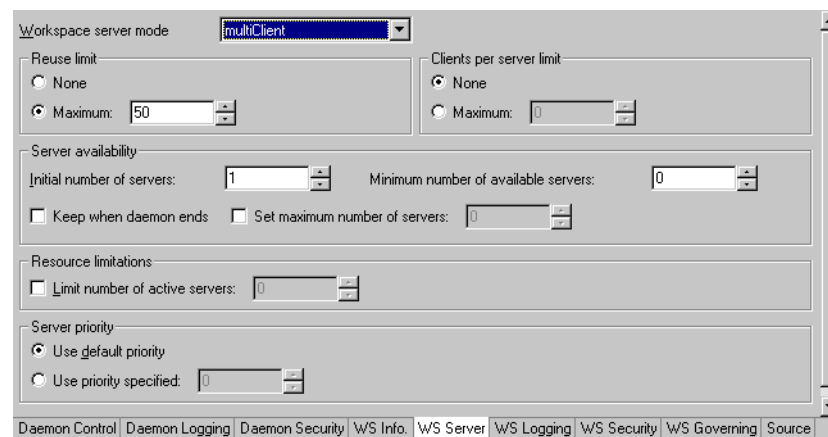 Workspace server mode multiClient
Reuse limit Clients per server limit
None None
Maximum: 50 Maximum: 0
Server availability
Initial number of servers: 1 Minimum number of available servers: 0
Keep when daemon ends Set maximum number of servers: 0
Resource limitations
Limit number of active servers: 0
Server priority
Use default priority
Use priority specified: 0
Daemon Control Daemon Logging Daemon Security WS Info. WS Server WS Logging WS Security WS Governing Source